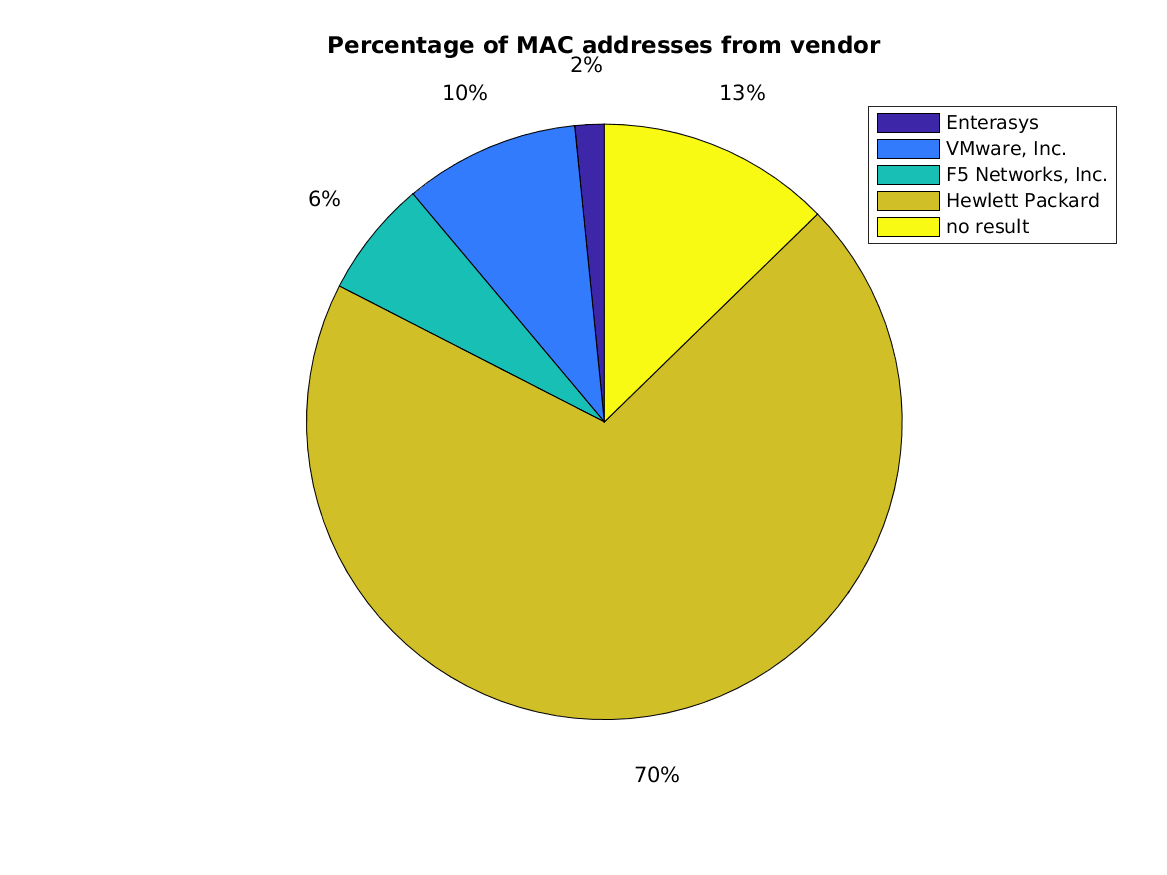 Percentage of MAC addresses from vendor
2%
10%
13%
6%
70%
Enterasys
VMware, Inc.
F5 Networks, Inc.
Hewlett Packard
no result